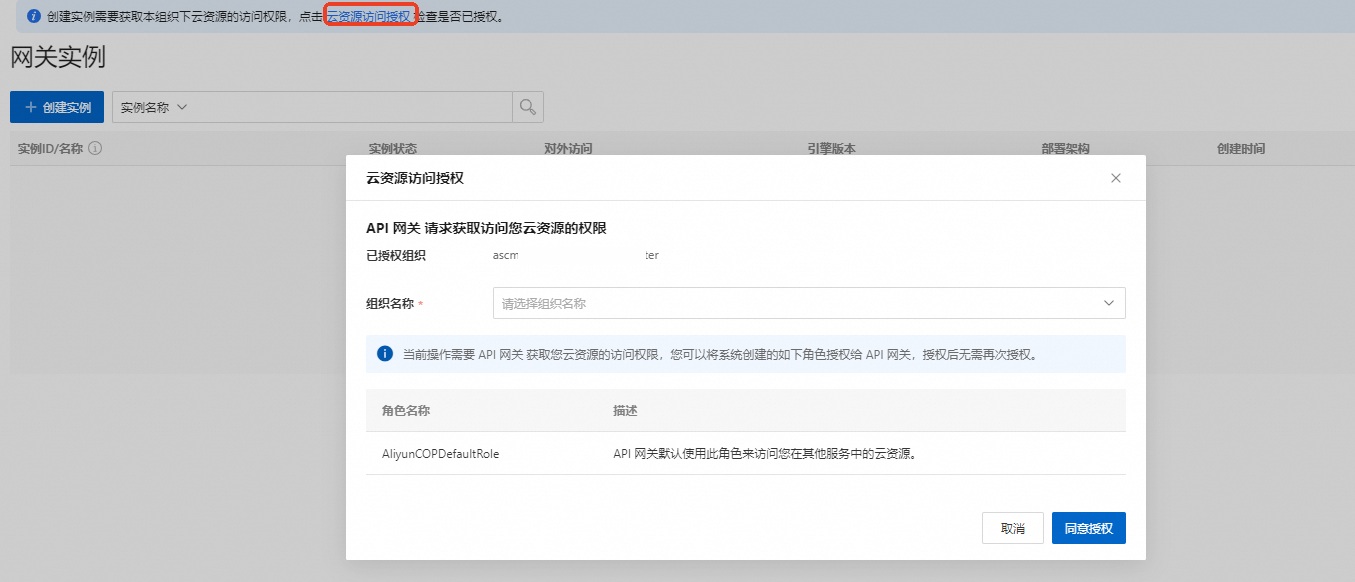 创建实例需要获取本组织下云资源的访问权限，点击 云资源访问授权 检查是否已授权。
网关实例
创建实例 实例名称
实例ID/名称 实例状态 对外访问 引擎版本 部署架构 创建时间
云资源访问授权
API 网关 请求获取访问您云资源的权限
已授权组织 ascm ter
组织名称 * 请选择组织名称
当前操作需要 API 网关 获取您云资源的访问权限，您可以将系统创建的如下角色授权给 API 网关，授权后无需再次授权。
角色名称 描述
AliyunCOPDefaultRole API 网关默认使用此角色来访问您在其他服务中的云资源。
取消 同意授权